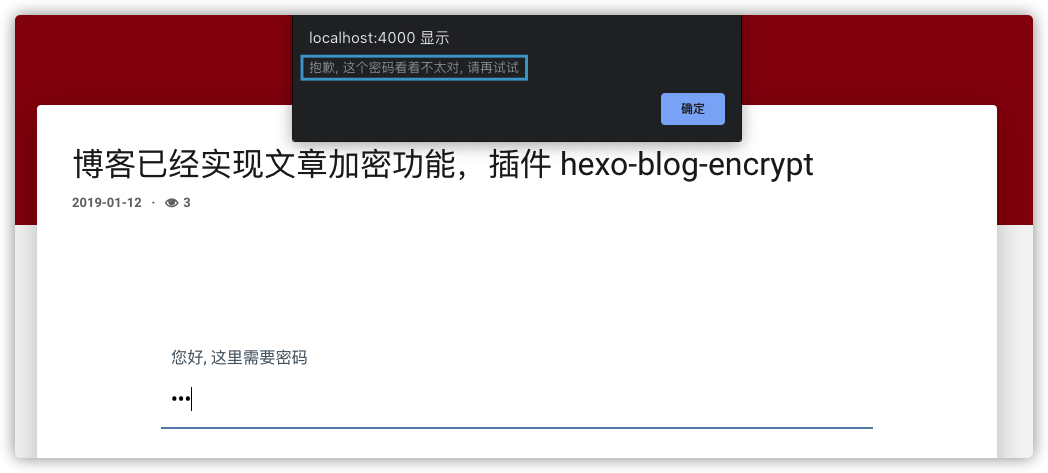 localhost:4000 显示
抱歉, 这个密码看着不太对, 请再试试
确定
博客已经实现文章加密功能，插件 hexo-blog-encrypt
2019-01-12 · 3
您好, 这里需要密码
•••